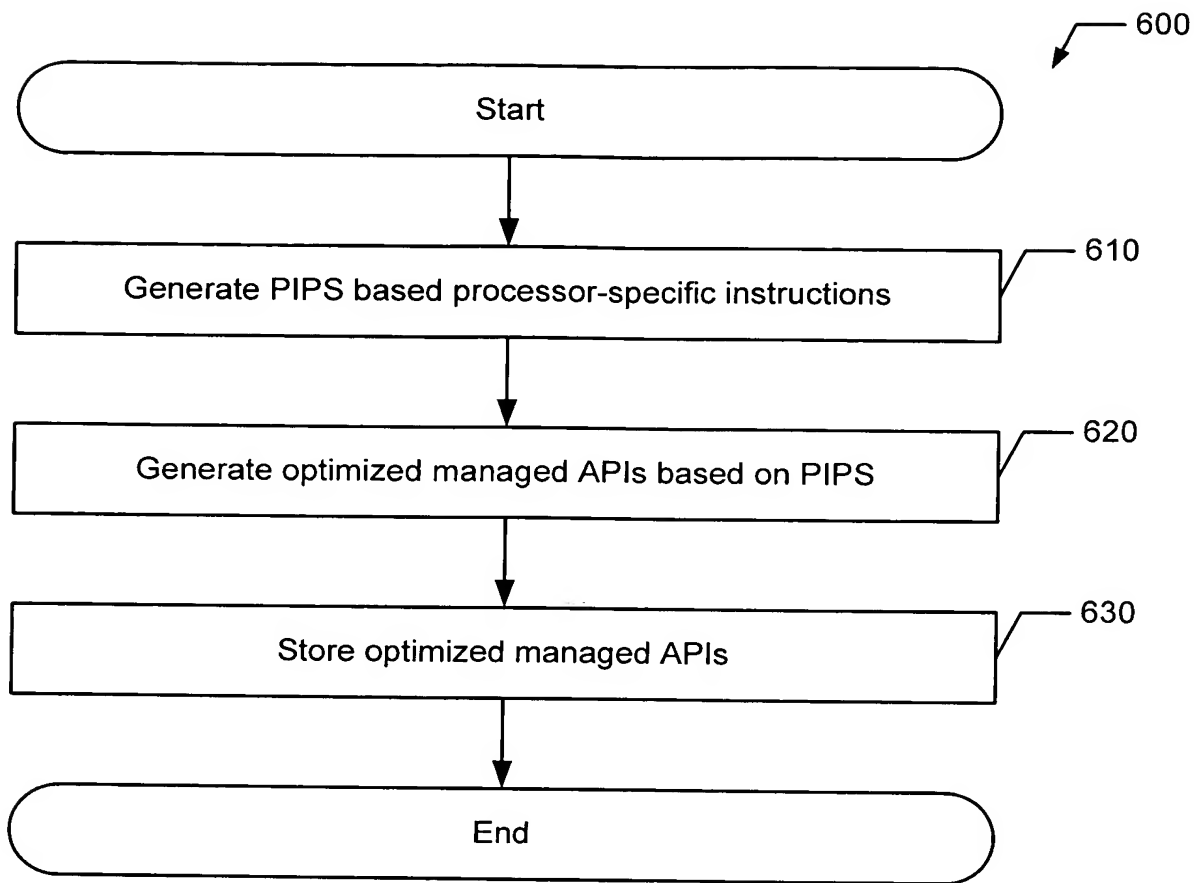 600
Start
610
Generate PIPS based processor-specific instructions
620
Generate optimized managed APIs based on PIPS
630
Store optimized managed APIs
End